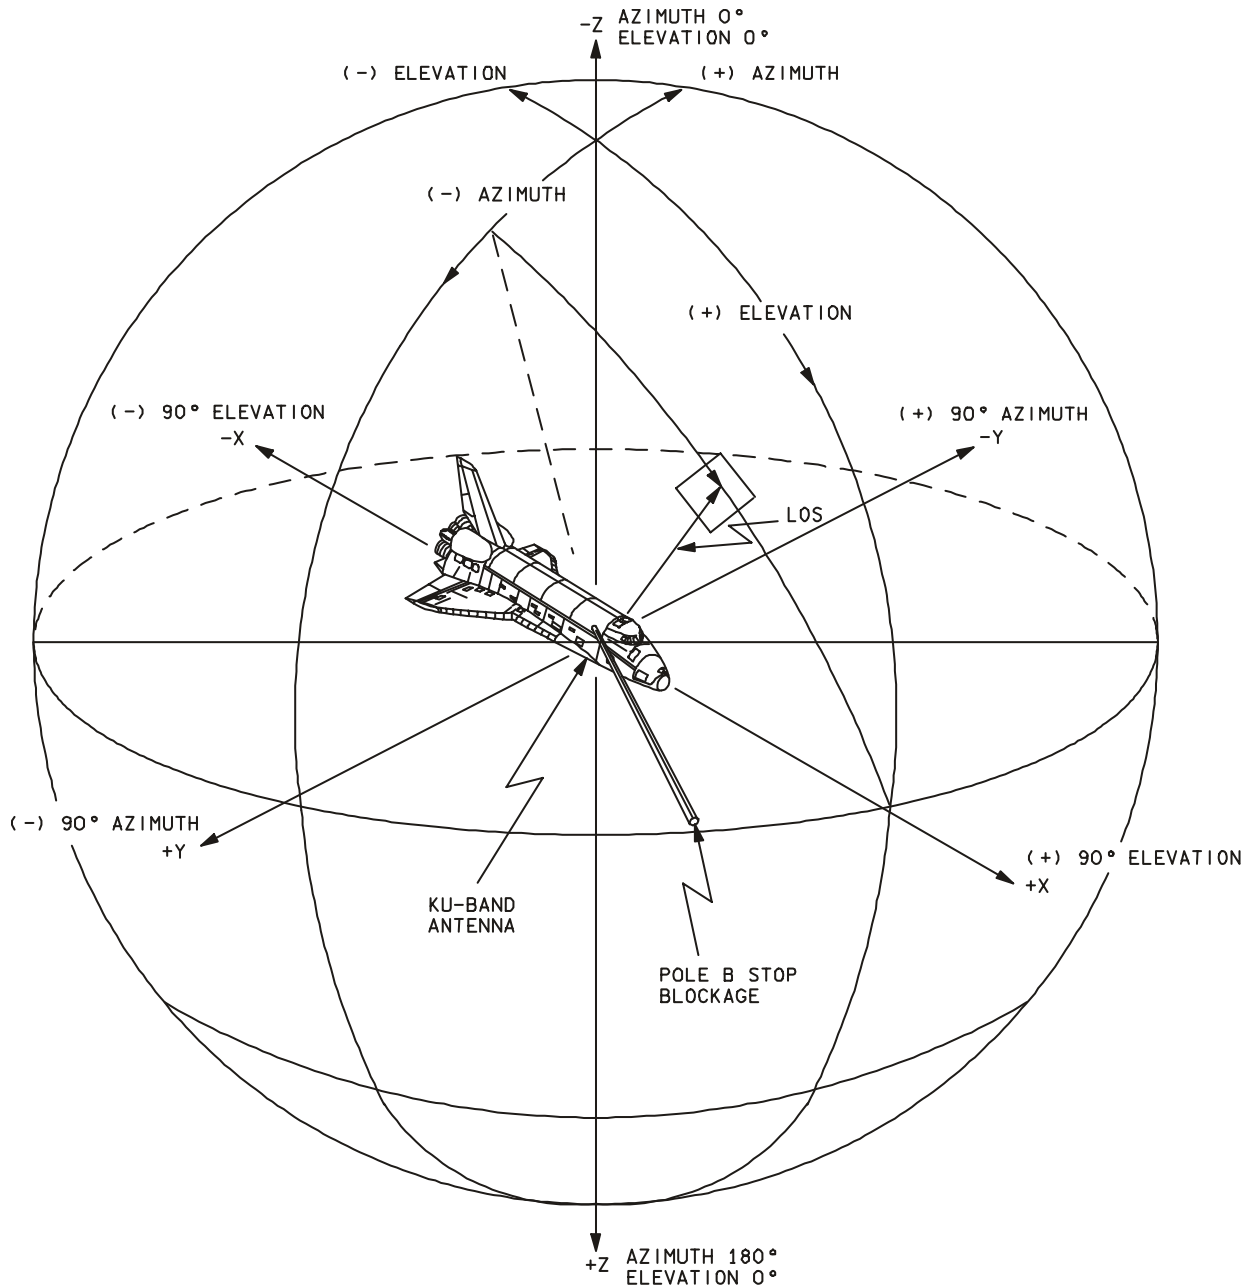 -Z
AZIMUTH 0°
ELEVATION 0°
(-) ELEVATION
(+) AZIMUTH
(-) AZIMUTH
(+) ELEVATION
(-) 90° ELEVATION
-X
(+) 90° AZIMUTH
-Y
LOS
(-) 90° AZIMUTH
+Y
(+) 90° ELEVATION
+X
KU-BAND
ANTENNA
POLE B STOP
BLOCKAGE
+Z
AZIMUTH 180°
ELEVATION 0°